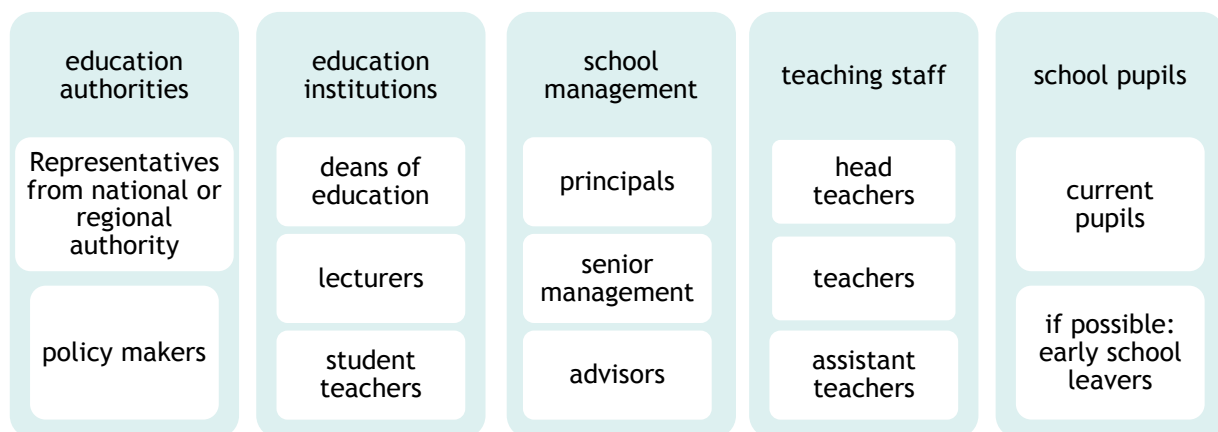 education
authorities
Representatives
from national or
regional
authority
policy makers
education
institutions
deans of
education
lecturers
student
teachers
school
management
principals
senior
management
advisors
teaching staff
head
teachers
teachers
assistant
teachers
school pupils
current
pupils
if possible:
early school
leavers